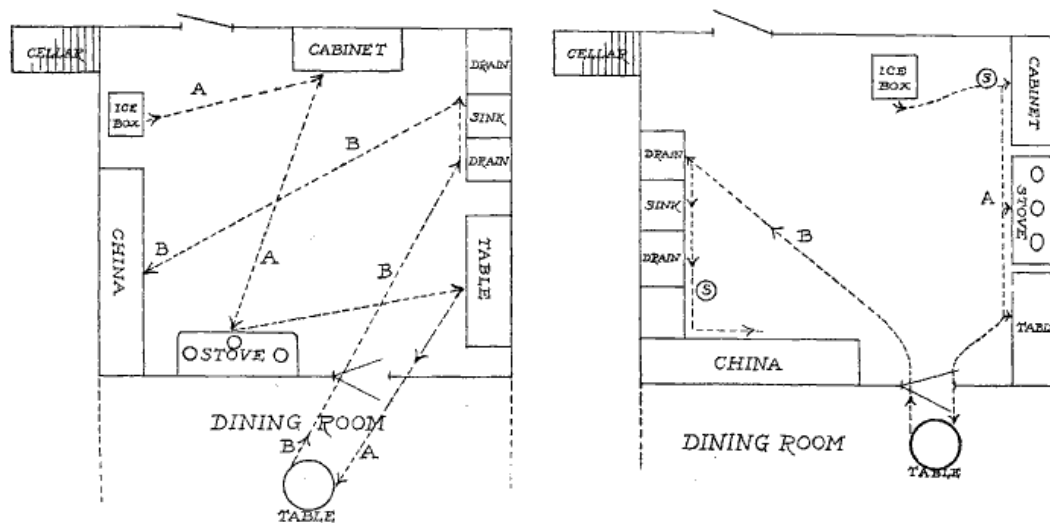 CELLAR
CABINET
DRAIN
A
ICE
BOX
SINK
B
DRAIN
B
CHINA
A
B
TABLE
STOVE
DINING ROOM
B
A
TABLE
CELLAR
ICE
BOX
S
CABINET
DRAIN
SINK
A
STOVE
B
DRAIN
S
TABLE
CHINA
DINING ROOM
TABLE